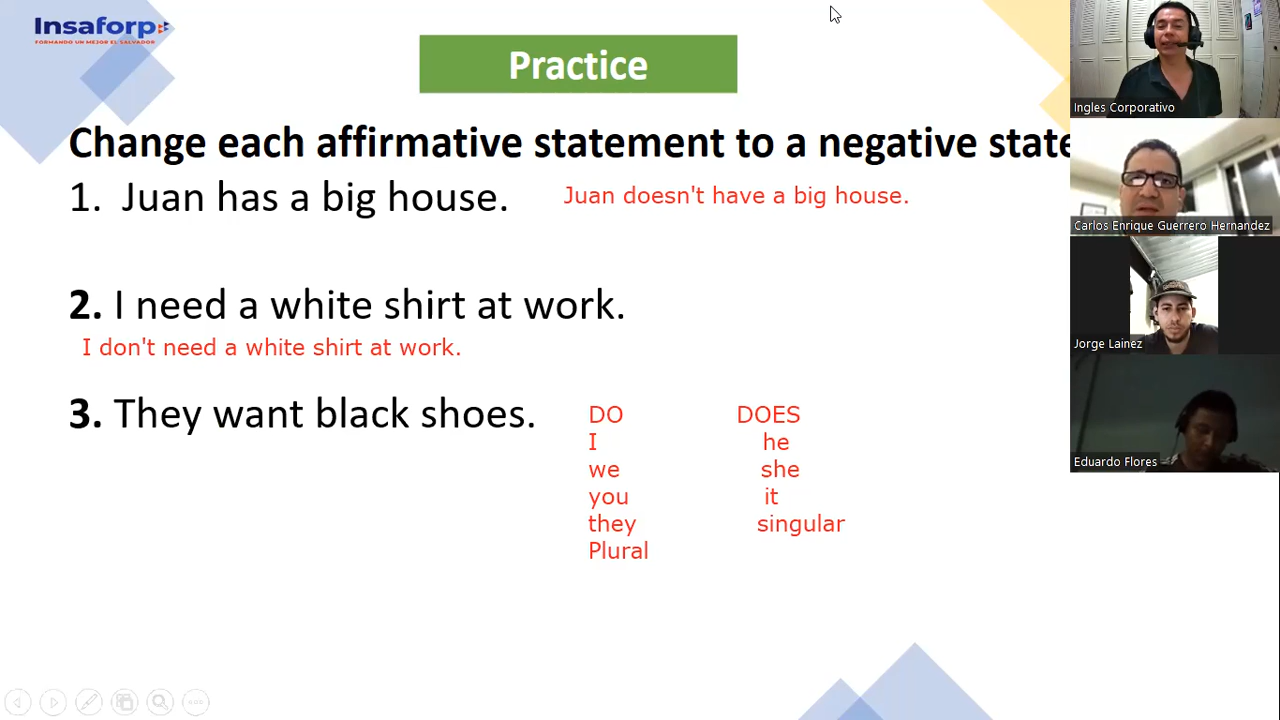 Insaforp
FORMANDO UN MEJOR EL SALVADOR
Practice
Change each affirmative statement to a negative state
1. Juan has a big house.
Juan doesn't have a big house.
2. I need a white shirt at work.
I don't need a white shirt at work.
3. They want black shoes.
DO DOES
I he
we she
you it
they singular
Plural
Ingles Corporativo
Carlos Enrique Guerrero Hernandez
Jorge Lainez
Eduardo Flores